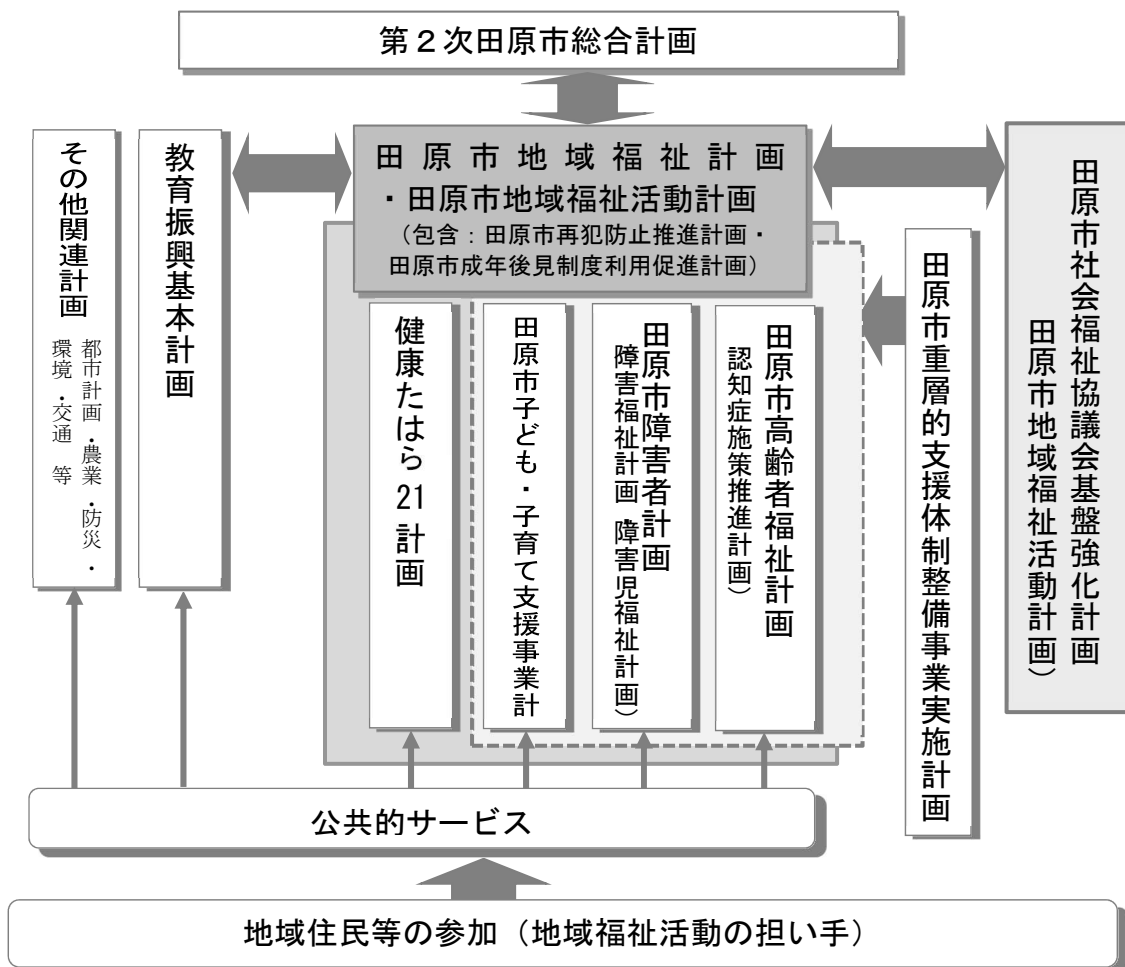 第２次田原市総合計画
田原市地域福祉計画
・田原市地域福祉活動計画
（包含：田原市再犯防止推進計画・
田原市成年後見制度利用促進計画）
その他関連計画
都市計画・農業・防災・
環境・交通　等
教育振興基本計画
健康たはら21計画
田原市子ども・子育て支援事業計
田原市障害者計画
障害福祉計画 障害児福祉計画）
田原市高齢者福祉計画
認知症施策推進計画）
田原市重層的支援体制整備事業実施計画
田原市社会福祉協議会基盤強化計画
田原市地域福祉活動計画）
公共的サービス
地域住民等の参加（地域福祉活動の担い手）